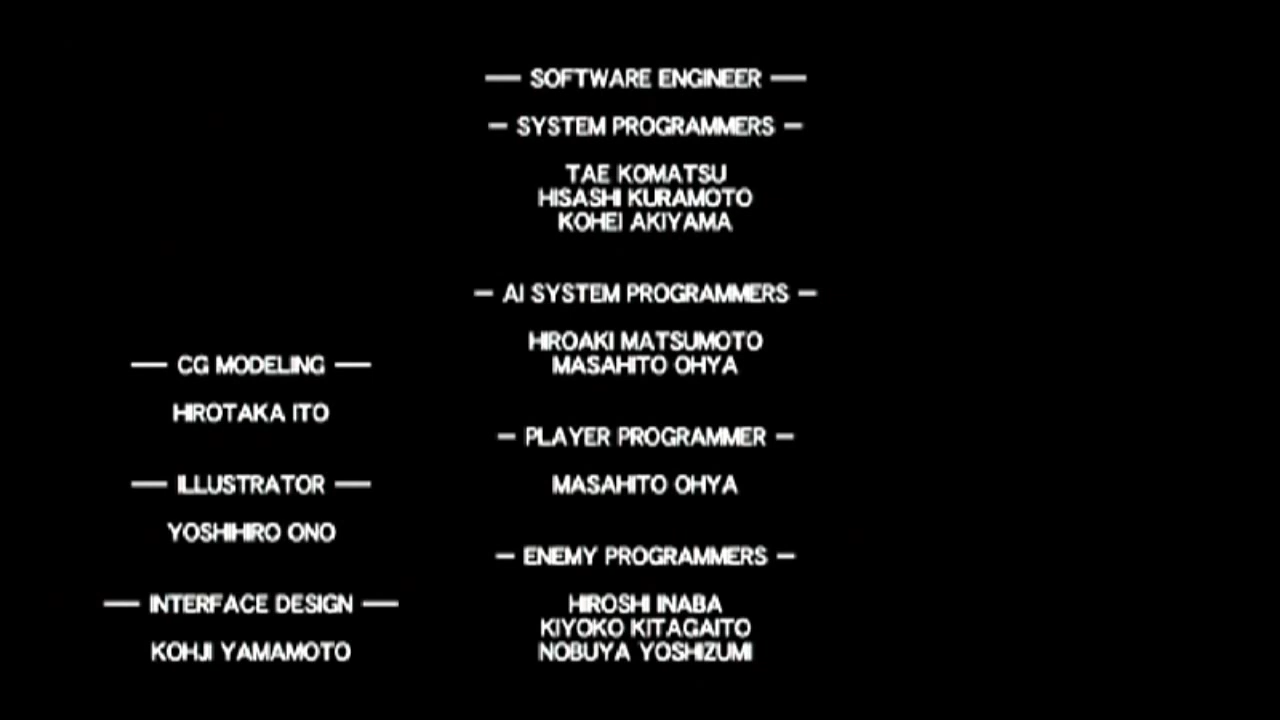 — CG MODELING —
HIROTAKA ITO
— ILLUSTRATOR —
YOSHIHIRO ONO
— INTERFACE DESIGN —
KOHJI YAMAMOTO
— SOFTWARE ENGINEER —
– SYSTEM PROGRAMMERS –
TAE KOMATSU
HISASHI KURAMOTO
KOHEI AKIYAMA
– AI SYSTEM PROGRAMMERS –
HIROAKI MATSUMOTO
MASAHITO OHYA
– PLAYER PROGRAMMER –
MASAHITO OHYA
– ENEMY PROGRAMMERS –
HIROSHI INABA
KIYOKO KITAGAITO
NOBUYA YOSHIZUMI